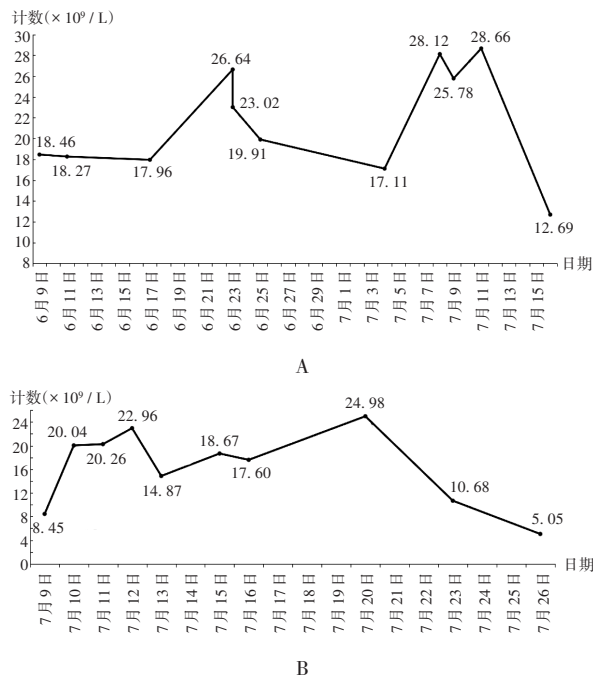 计数(× 10⁹ / L)
30
28
26
24
22
20
18
16
14
12
10
8
18. 46
18. 27
17. 96
26. 64
23. 02
19. 91
17. 11
28. 12
25. 78
28. 66
12. 69
日期
6月9日
6月11日
6月13日
6月15日
6月17日
6月19日
6月21日
6月23日
6月25日
6月27日
6月29日
7月1日
7月3日
7月5日
7月7日
7月9日
7月11日
7月13日
7月15日
A
计数(× 10⁹ / L)
24
20
16
12
8
4
0
8. 45
20. 04
20. 26
22. 96
14. 87
18. 67
17. 60
24. 98
10. 68
5. 05
日期
7月9日
7月10日
7月11日
7月12日
7月13日
7月14日
7月15日
7月16日
7月17日
7月18日
7月19日
7月20日
7月21日
7月22日
7月23日
7月24日
7月25日
7月26日
B